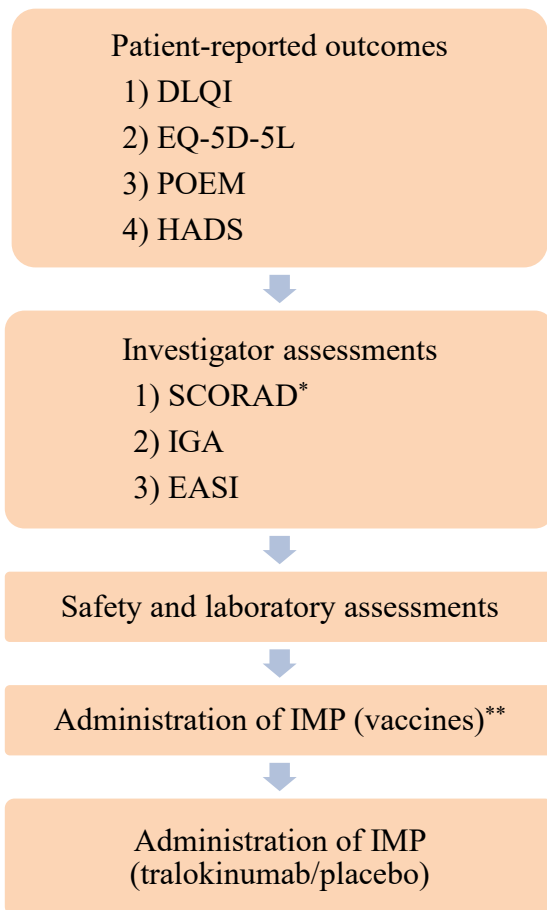 Patient-reported outcomes
1) DLQI
2) EQ-5D-5L
3) POEM
4) HADS
Investigator assessments
1) SCORAD*
2) IGA
3) EASI
Safety and laboratory assessments
Administration of IMP (vaccines)**
Administration of IMP
(tralokinumab/placebo)